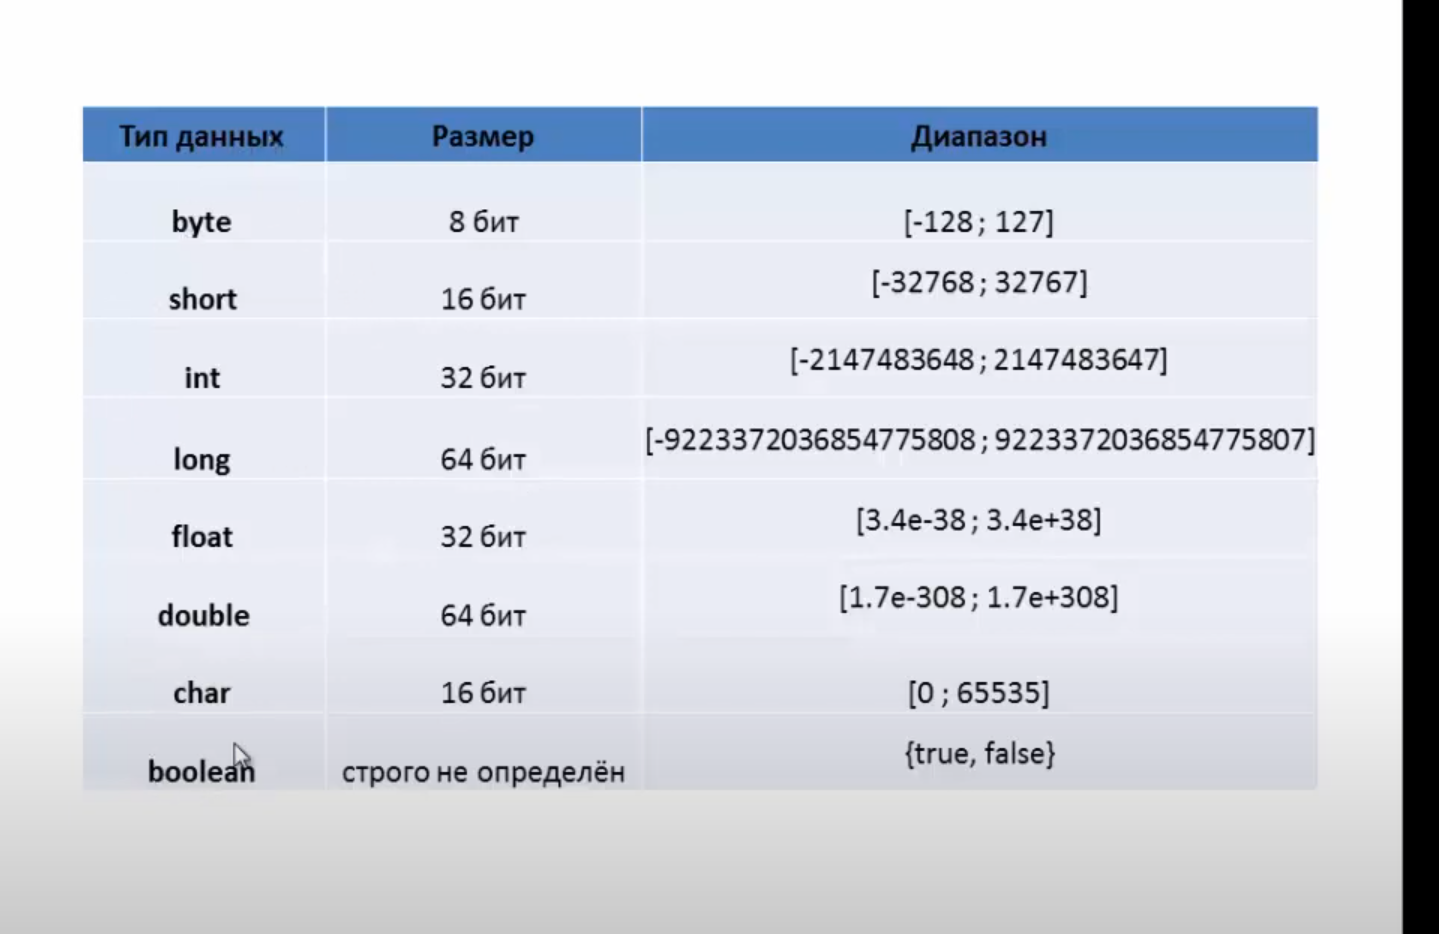 Тип данных Размер Диапазон
byte 8 бит [-128 ; 127]
short 16 бит [-32768 ; 32767]
int 32 бит [-2147483648 ; 2147483647]
long 64 бит [-9223372036854775808 ; 9223372036854775807]
float 32 бит [3.4e-38 ; 3.4e+38]
double 64 бит [1.7e-308 ; 1.7e+308]
char 16 бит [0 ; 65535]
boolean строго не определён {true, false}